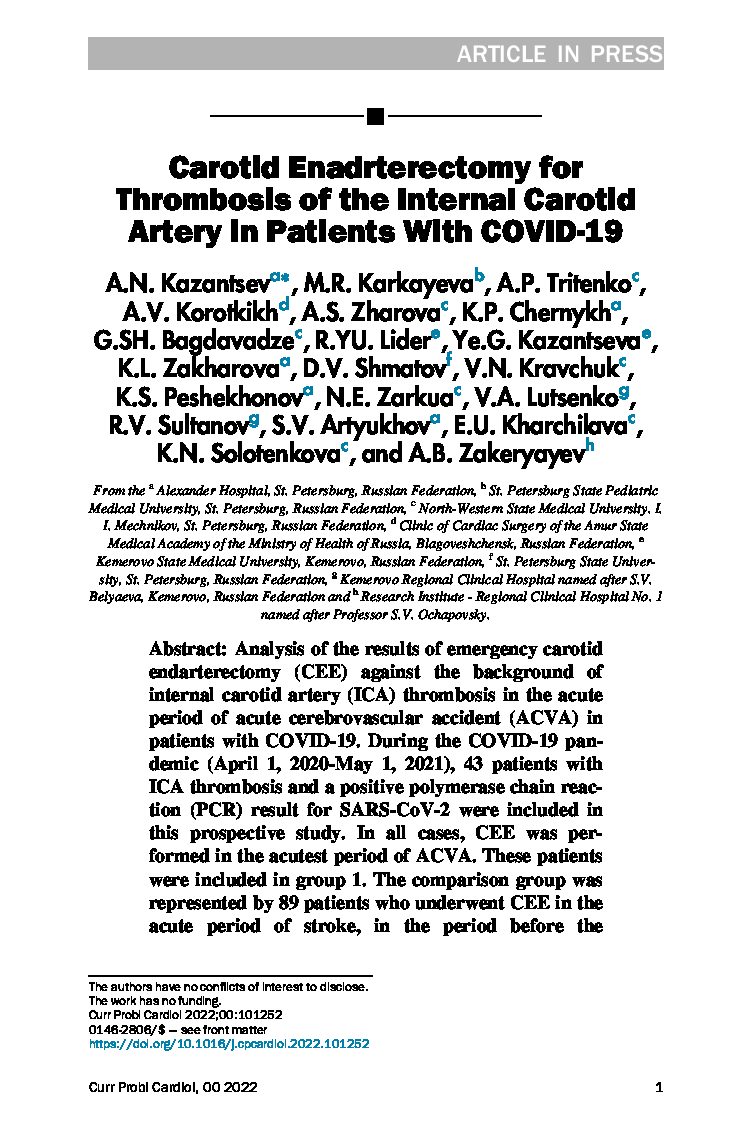 ARTICLE IN PRESS
Carotid Enadrterectomy for
Thrombosis of the Internal Carotid
Artery in Patients With COVID-19
A.N. Kazantsev^a*, M.R. Karkayeva^b, A.P. Tritenko^c,
A.V. Korotkikh^d, A.S. Zharova^c, K.P. Chernykh^a,
G.SH. Bagdavadze^c, R.YU. Lider^e, Ye.G. Kazantseva^e,
K.L. Zakharova^a, D.V. Shmatov^f, V.N. Kravchuk^c,
K.S. Peshekhonov^a, N.E. Zarkua^c, V.A. Lutsenko^g,
R.V. Sultanov^g, S.V. Artyukhov^a, E.U. Kharchilava^c,
K.N. Solotenkova^c, and A.B. Zakeryayev^h
From the ^a Alexander Hospital, St. Petersburg, Russian Federation, ^b St. Petersburg State Pediatric
Medical University, St. Petersburg, Russian Federation, ^c North-Western State Medical University. I.
I. Mechnikov, St. Petersburg, Russian Federation, ^d Clinic of Cardiac Surgery of the Amur State
Medical Academy of the Ministry of Health of Russia, Blagoveshchensk, Russian Federation, ^e
Kemerovo State Medical University, Kemerovo, Russian Federation, ^f St. Petersburg State Univer-
sity, St. Petersburg, Russian Federation, ^g Kemerovo Regional Clinical Hospital named after S.V.
Belyaeva, Kemerovo, Russian Federation and ^h Research Institute - Regional Clinical Hospital No. 1
named after Professor S.V. Ochapovsky.
Abstract: Analysis of the results of emergency carotid
endarterectomy (CEE) against the background of
internal carotid artery (ICA) thrombosis in the acute
period of acute cerebrovascular accident (ACVA) in
patients with COVID-19. During the COVID-19 pan-
demic (April 1, 2020-May 1, 2021), 43 patients with
ICA thrombosis and a positive polymerase chain reac-
tion (PCR) result for SARS-CoV-2 were included in
this prospective study. In all cases, CEE was per-
formed in the acutest period of ACVA. These patients
were included in group 1. The comparison group was
represented by 89 patients who underwent CEE in the
acute period of stroke, in the period before the
The authors have no conflicts of interest to disclose.
The work has no funding.
Curr Probl Cardiol 2022;00:101252
0146-2806/$ – see front matter
https://doi.org/10.1016/j.cpcardiol.2022.101252
Curr Probl Cardiol, 00 2022
1